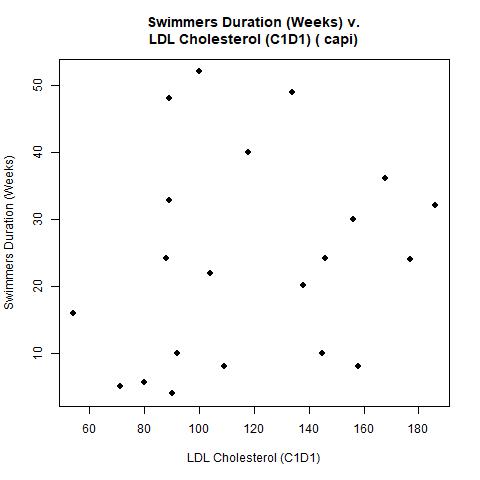 Swimmers Duration (Weeks) v.
LDL Cholesterol (C1D1) ( capi)
Swimmers Duration (Weeks)
50
40
30
20
10
60 80 100 120 140 160 180
LDL Cholesterol (C1D1)